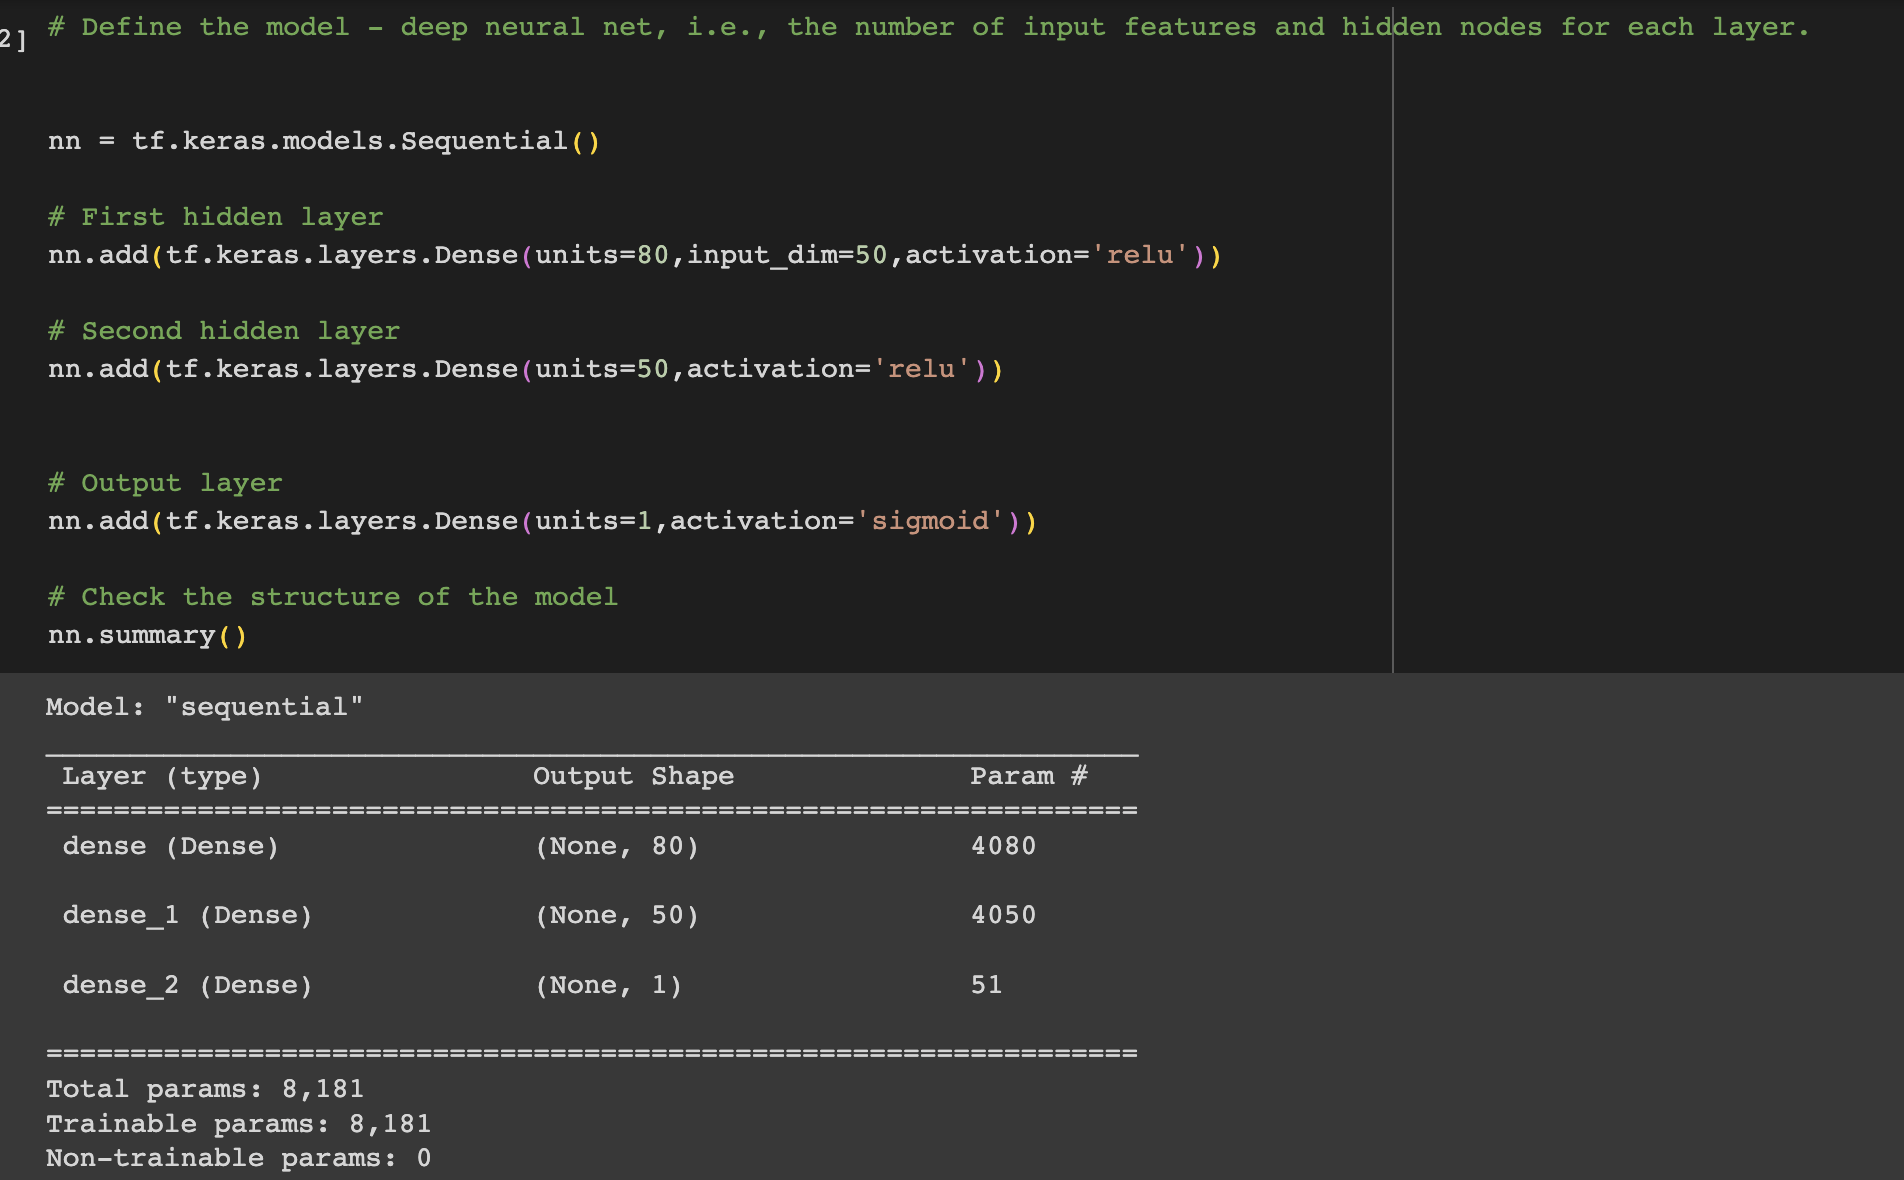 2]
# Define the model - deep neural net, i.e., the number of input features and hidden nodes for each layer.
nn = tf.keras.models.Sequential()
# First hidden layer
nn.add(tf.keras.layers.Dense(units=80,input_dim=50,activation='relu'))
# Second hidden layer
nn.add(tf.keras.layers.Dense(units=50,activation='relu'))
# Output layer
nn.add(tf.keras.layers.Dense(units=1,activation='sigmoid'))
# Check the structure of the model
nn.summary()
Model: "sequential"
_________________________________________________________________
Layer (type) Output Shape Param #
=================================================================
dense (Dense) (None, 80) 4080
dense_1 (Dense) (None, 50) 4050
dense_2 (Dense) (None, 1) 51
=================================================================
Total params: 8,181
Trainable params: 8,181
Non-trainable params: 0